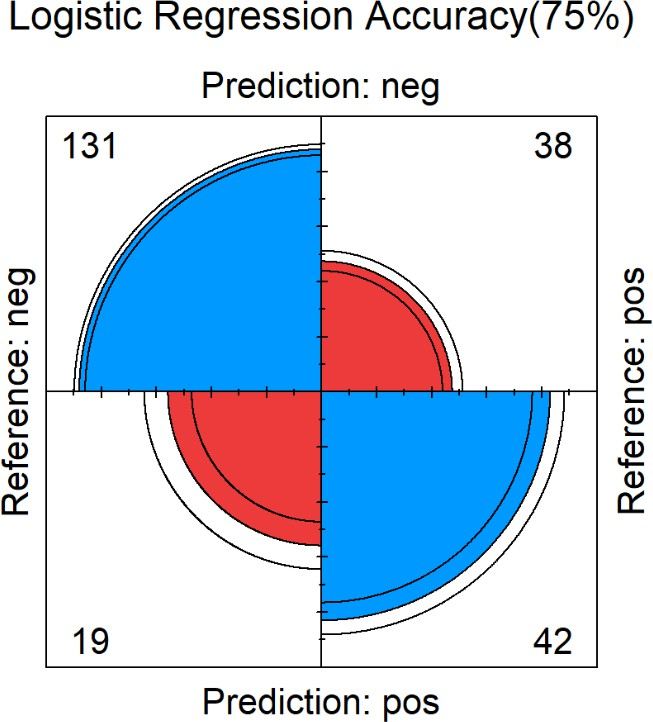 Logistic Regression Accuracy(75%)
Prediction: neg
131
38
Reference: neg
Reference: pos
19
42
Prediction: pos